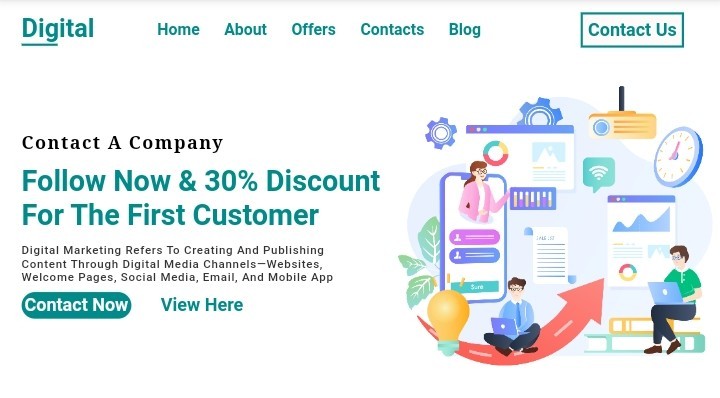 Digital
Home About Offers Contacts Blog
Contact Us
Contact A Company
Follow Now & 30% Discount
For The First Customer
Digital Marketing Refers To Creating And Publishing
Content Through Digital Media Channels—Websites,
Welcome Pages, Social Media, Email, And Mobile App
Contact Now View Here